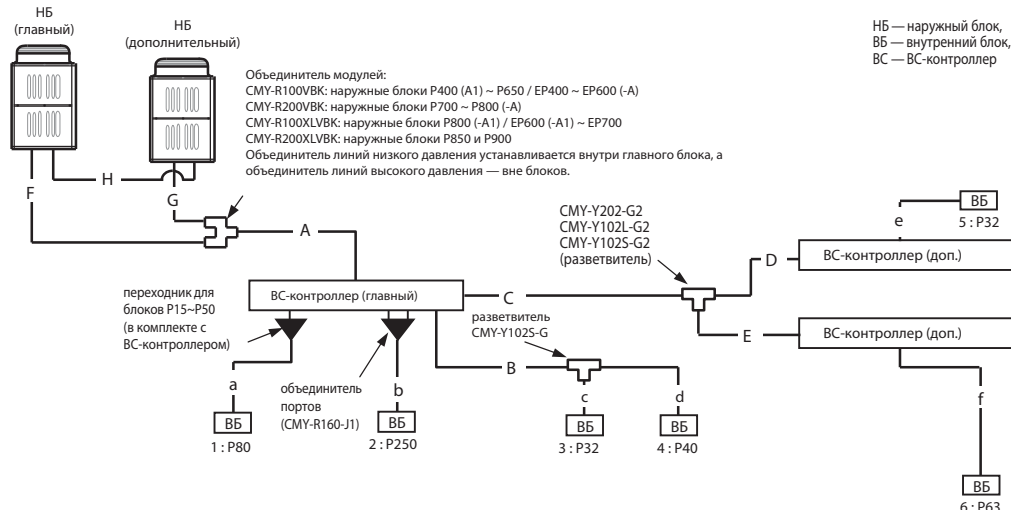 НБ
(главный)
НБ
(дополнительный)
НБ — наружный блок,
ВБ — внутренний блок,
ВС — ВС-контроллер
Объединитель модулей:
CMY-R100VBK: наружные блоки P400 (A1) ~ P650 / EP400 ~ EP600 (-A)
CMY-R200VBK: наружные блоки P700 ~ P800 (-A)
CMY-R100XLVBK: наружные блоки P800 (-A1) / EP600 (-A1) ~ EP700
CMY-R200XLVBK: наружные блоки P850 и P900
Объединитель линий низкого давления устанавливается внутри главного блока, а
объединитель линий высокого давления — вне блоков.
F
H
G
A
CMY-Y202-G2
CMY-Y102L-G2
CMY-Y102S-G2
(разветвитель)
e
ВБ
5 : P32
D
ВС-контроллер (доп.)
переходник для
блоков P15~P50
(в комплекте с
ВС-контроллером)
ВС-контроллер (главный)
C
разветвитель
CMY-Y102S-G
E
ВС-контроллер (доп.)
B
a
объединитель
портов
(CMY-R160-J1)
b
c
d
f
ВБ
1 : P80
ВБ
2 : P250
ВБ
3 : P32
ВБ
4 : P40
ВБ
6 : P63